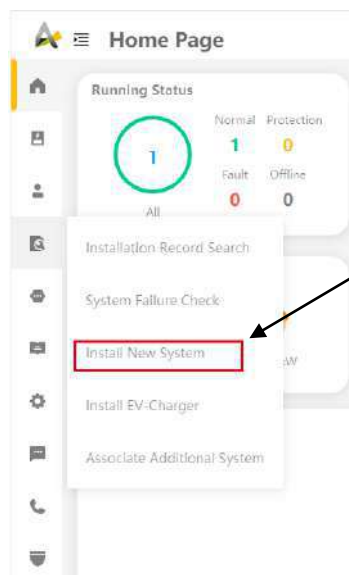 Home Page
Running Status
Normal Protection
1 1 0
Fault Offline
All 0 0
Installation Record Search
System Failure Check
Install New System
Install EV-Charger
Associate Additional System